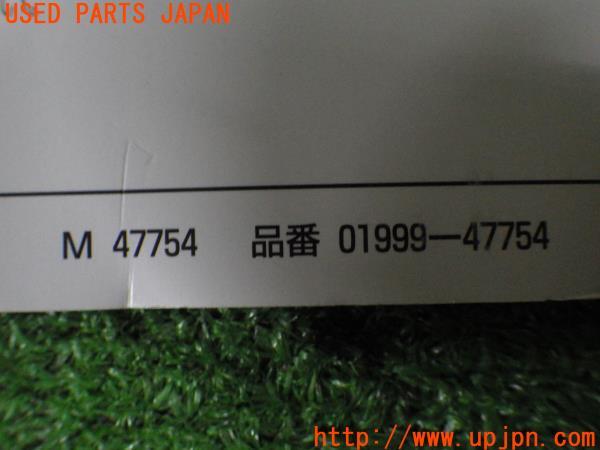 USED PARTS JAPAN
M 47754 品番 01999-47754
http://www.upjpn.com